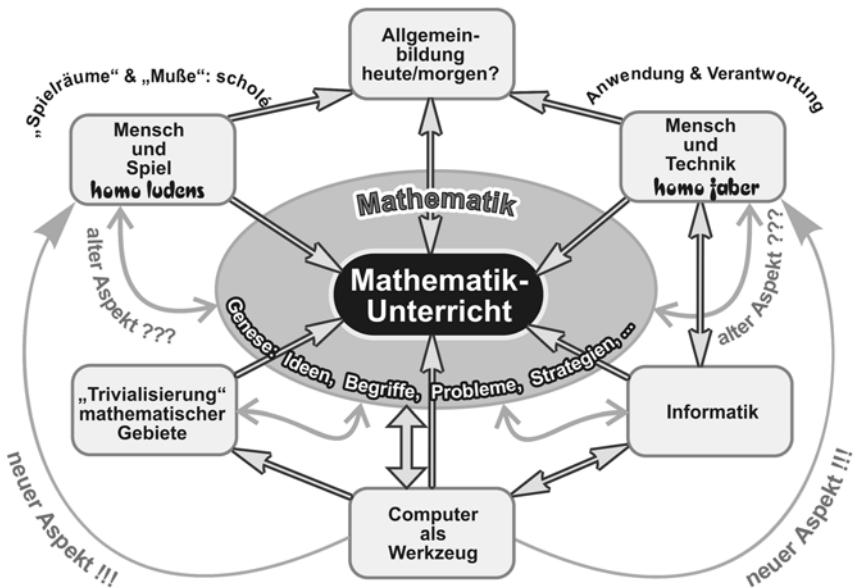 Allgemein-
bildung
heute/morgen?
„Spielräume“ & „Muße“: scholé
Anwendung & Verantwortung
Mensch
und
Spiel
homo ludens
Mensch
und
Technik
homo faber
Mathematik
alter Aspekt ???
alter Aspekt ???
Mathematik-
Unterricht
Genese: Ideen, Begriffe, Probleme, Strategien, ...
„Trivialisierung“
mathematischer
Gebiete
Informatik
neuer Aspekt !!!
neuer Aspekt !!!
Computer
als
Werkzeug